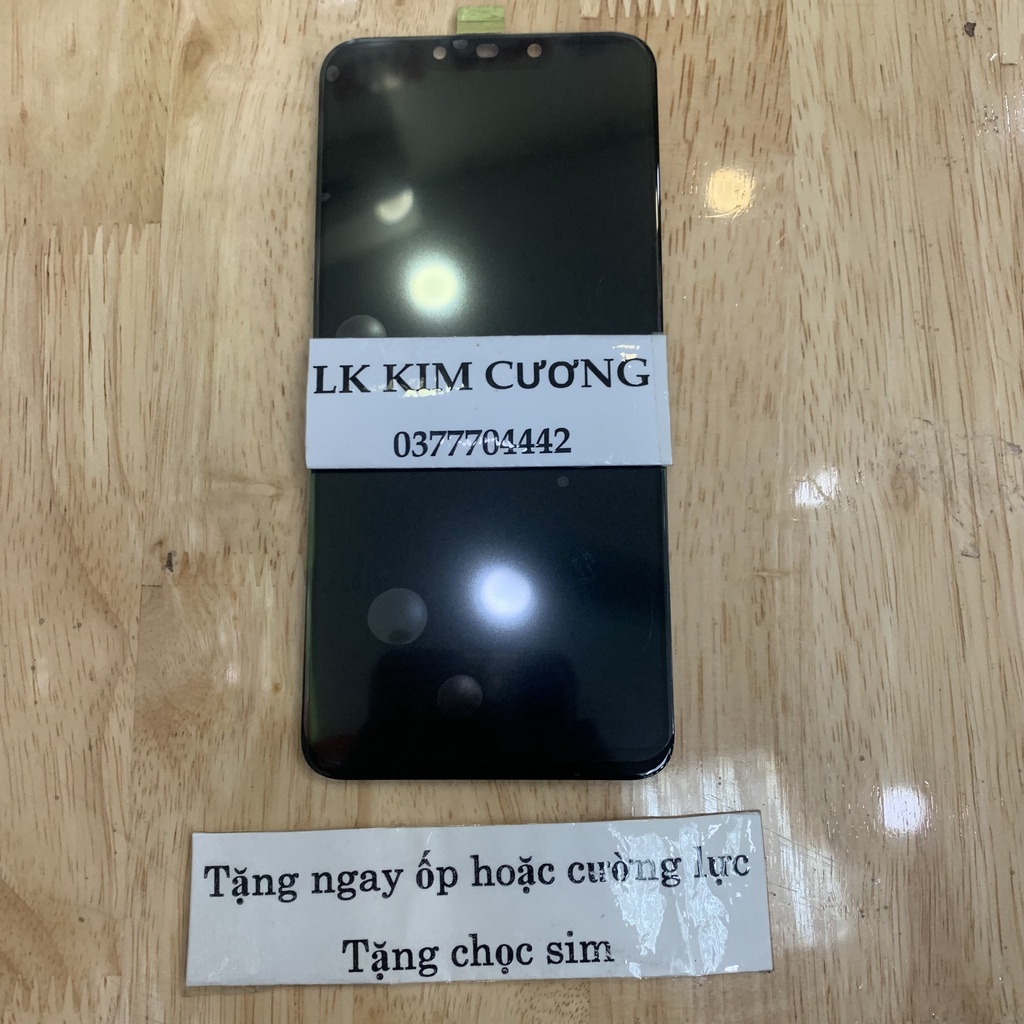 LK KIM CƯƠNG
0377704442
Tặng ngay ốp hoặc cường lực
Tặng chọc sim